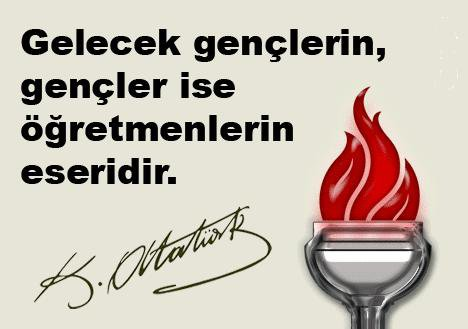 Gelecek gençlerin,
gençler ise
öğretmenlerin
eseridir.
K. Atatürk